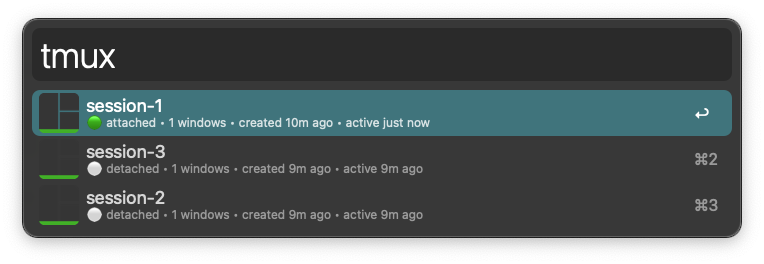 tmux
session-1
attached • 1 windows • created 10m ago • active just now
↩
session-3
detached • 1 windows • created 9m ago • active 9m ago
⌘2
session-2
detached • 1 windows • created 9m ago • active 9m ago
⌘3